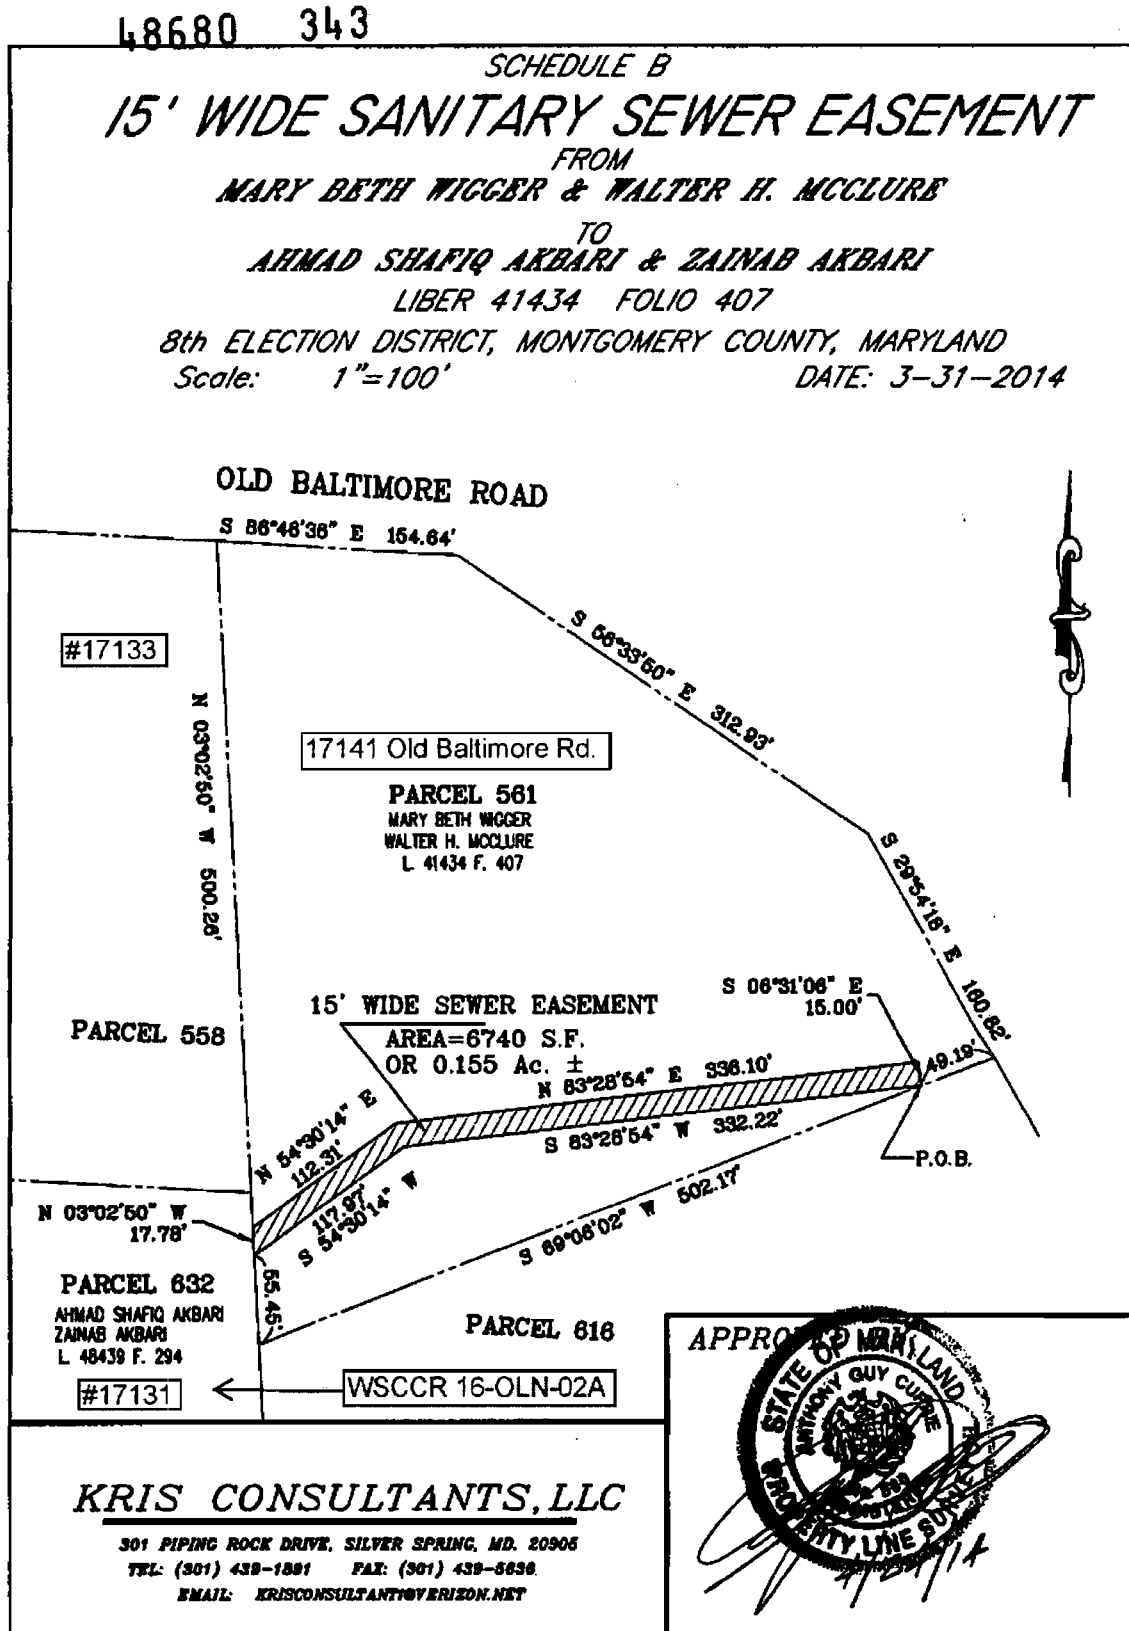 48680 343
SCHEDULE B
15' WIDE SANITARY SEWER EASEMENT
FROM
MARY BETH WIGGER & WALTER H. MCCLURE
TO
AHMAD SHAFIQ AKBARI & ZAINAB AKBARI
LIBER 41434 FOLIO 407
8th ELECTION DISTRICT, MONTGOMERY COUNTY, MARYLAND
Scale: 1"=100' DATE: 3-31-2014
OLD BALTIMORE ROAD
S 86°46'36" E 154.64'
S 56°33'50" E 312.93'
#17133
N 03°02'50" W 500.26'
17141 Old Baltimore Rd.
PARCEL 561
MARY BETH WIGGER
WALTER H. MCCLURE
L. 41434 F. 407
S 29°54'18" E 160.82'
S 06°31'06" E
15.00'
15' WIDE SEWER EASEMENT
AREA=6740 S.F.
OR 0.155 Ac. ±
PARCEL 558
N 83°28'54" E 336.10'
49.19'
S 83°28'54" W 332.22'
P.O.B.
N 54°30'14" E
112.31'
117.97'
S 54°30'14" W
N 03°02'50" W
17.78'
S 69°06'02" W 502.17'
55.45'
PARCEL 632
AHMAD SHAFIQ AKBARI
ZAINAB AKBARI
L. 48439 F. 294
PARCEL 616
#17131
WSCCR 16-OLN-02A
STATE OF MARYLAND
ANTHONY GUY CURRIE
PROPERTY LINE
KRIS CONSULTANTS, LLC
301 PIPING ROCK DRIVE, SILVER SPRING, MD. 20906
TEL: (301) 439-1891 FAX: (301) 439-5636
EMAIL: KRISCONSULTANT@VERIZON.NET